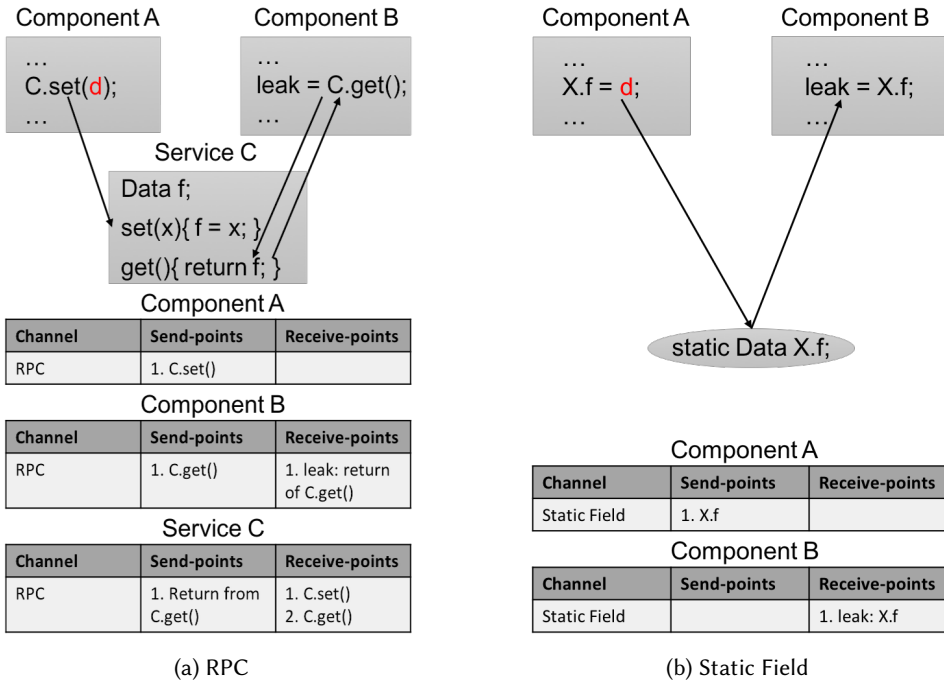 Component A
…
C.set(d);
…
Component B
…
leak = C.get();
…
Service C
Data f;
set(x){ f = x; }
get(){ return f; }
Component A
Channel Send-points Receive-points
RPC 1. C.set()
Component B
Channel Send-points Receive-points
RPC 1. C.get() 1. leak: return
of C.get()
Service C
Channel Send-points Receive-points
RPC 1. Return from 1. C.set()
C.get() 2. C.get()
(a) RPC
Component A
…
X.f = d;
…
Component B
…
leak = X.f;
…
static Data X.f;
Component A
Channel Send-points Receive-points
Static Field 1. X.f
Component B
Channel Send-points Receive-points
Static Field 1. leak: X.f
(b) Static Field